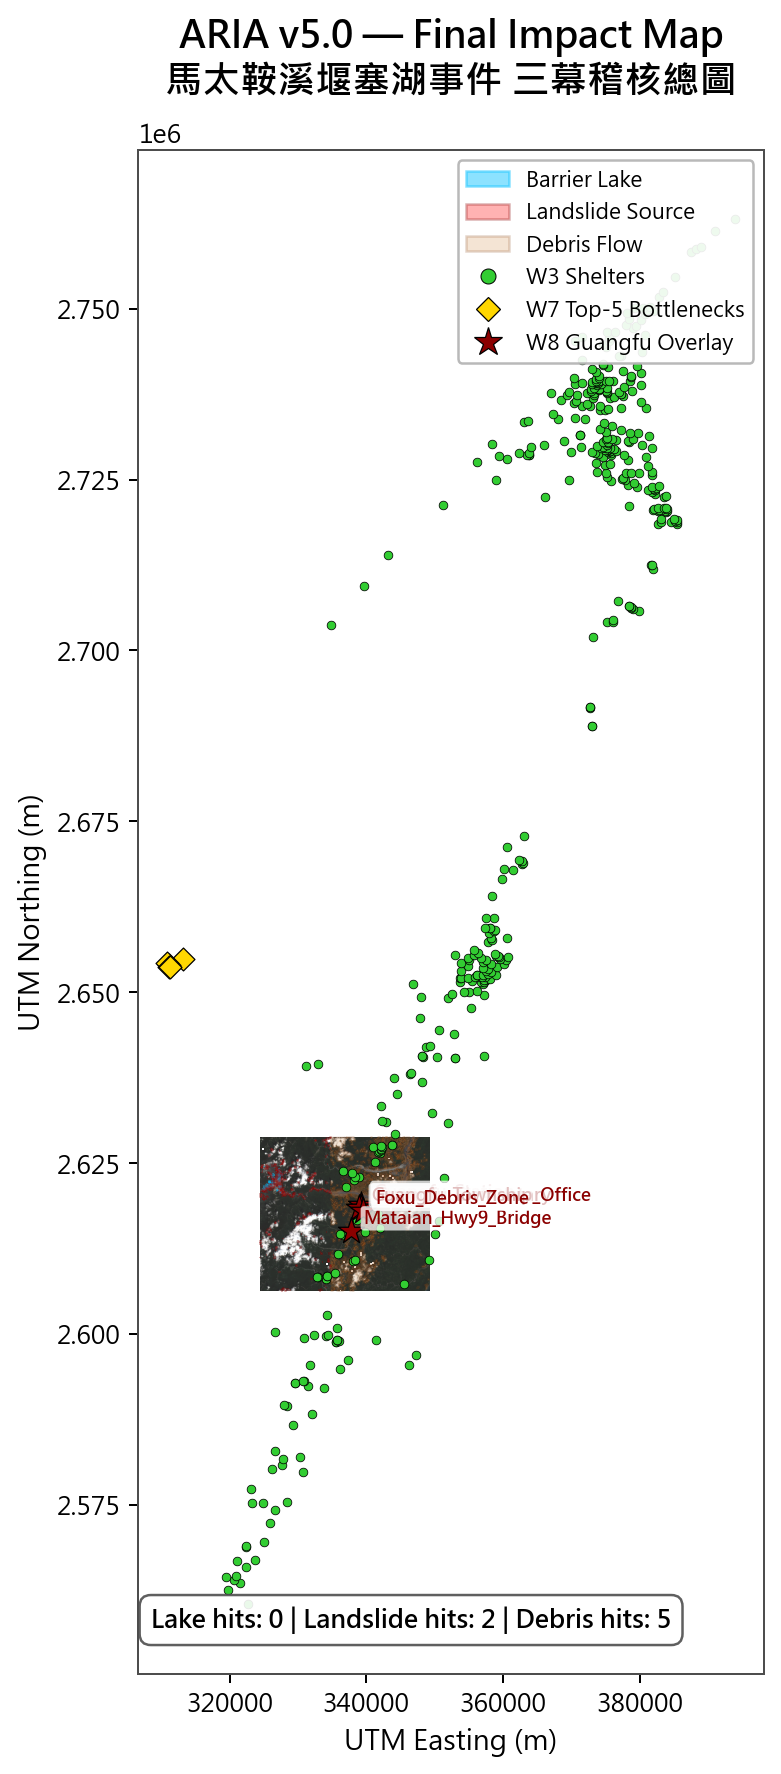 ARIA v5.0 — Final Impact Map
馬太鞍溪堰塞湖事件 三幕稽核總圖
1e6
Barrier Lake
Landslide Source
Debris Flow
W3 Shelters
W7 Top-5 Bottlenecks
W8 Guangfu Overlay
2.750
2.725
2.700
2.675
2.650
2.625
2.600
2.575
UTM Northing (m)
Office
Foxu_Debris_Zone
Mataian_Hwy9_Bridge
Lake hits: 0 | Landslide hits: 2 | Debris hits: 5
320000 340000 360000 380000
UTM Easting (m)